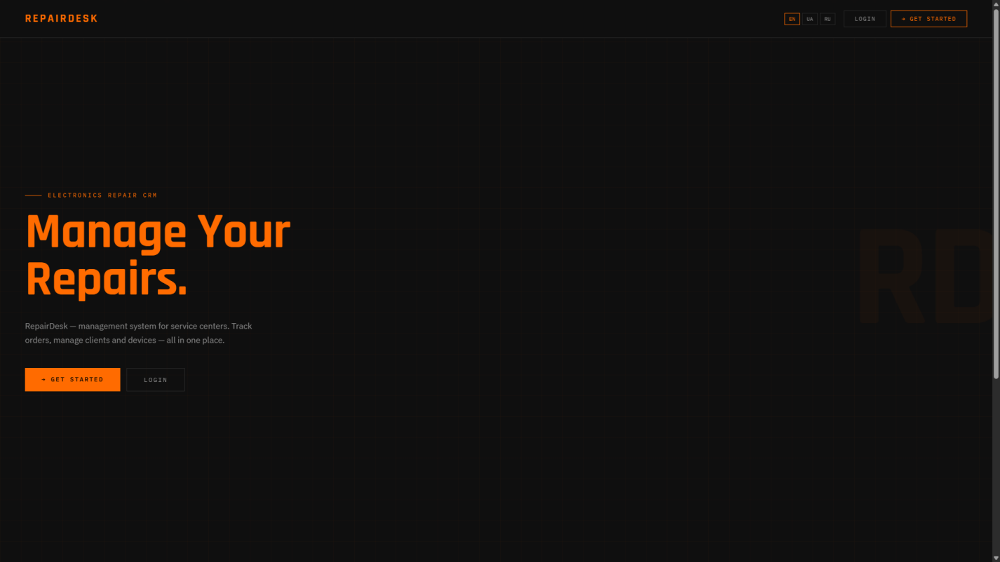 REPAIRDESK
EN UA RU LOGIN → GET STARTED
ELECTRONICS REPAIR CRM
Manage Your
Repairs.
RD
RepairDesk — management system for service centers. Track
orders, manage clients and devices — all in one place.
→ GET STARTED LOGIN